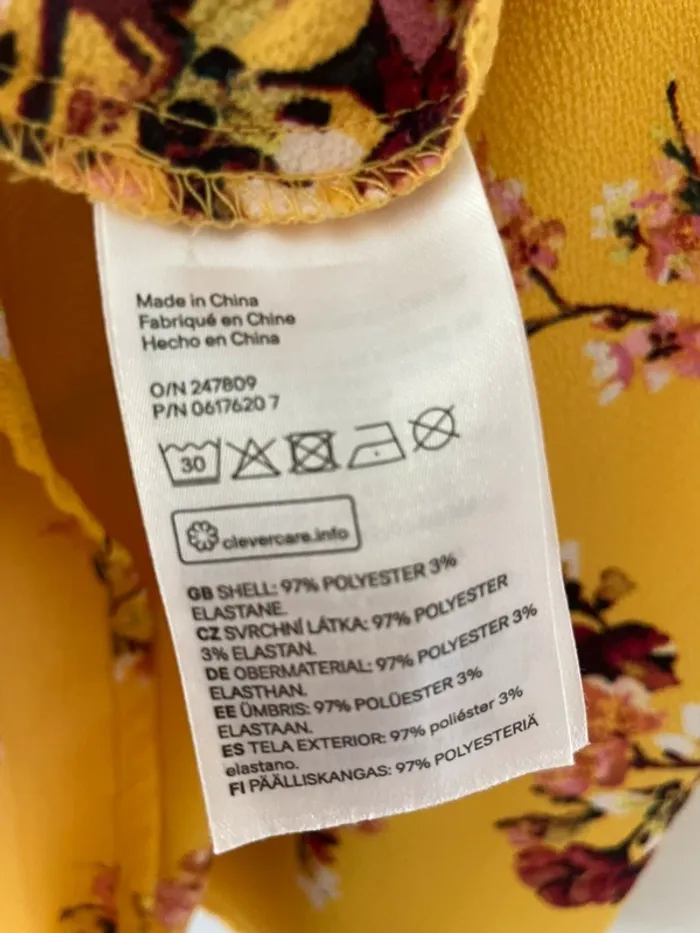 Made in China
Fabriqué en Chine
Hecho en China
O/N 247809
P/N 0617620 7
30
clevercare.info
GB SHELL: 97% POLYESTER 3%
ELASTANE.
CZ SVRCHNÍ LÁTKA: 97% POLYESTER
3% ELASTAN.
DE OBERMATERIAL: 97% POLYESTER 3%
ELASTHAN.
EE ÜMBRIS: 97% POLÜESTER 3%
ELASTAAN.
ES TELA EXTERIOR: 97% poliéster 3%
elastano.
FI PÄÄLLISKANGAS: 97% POLYESTERIÄ